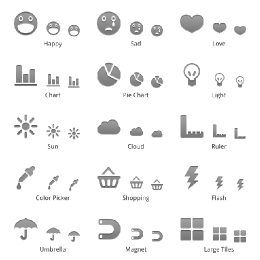 Happy
Sad
Love
Chart
Pie Chart
Light
Sun
Cloud
Ruler
Color Picker
Shopping
Flash
Umbrella
Magnet
Large Tiles